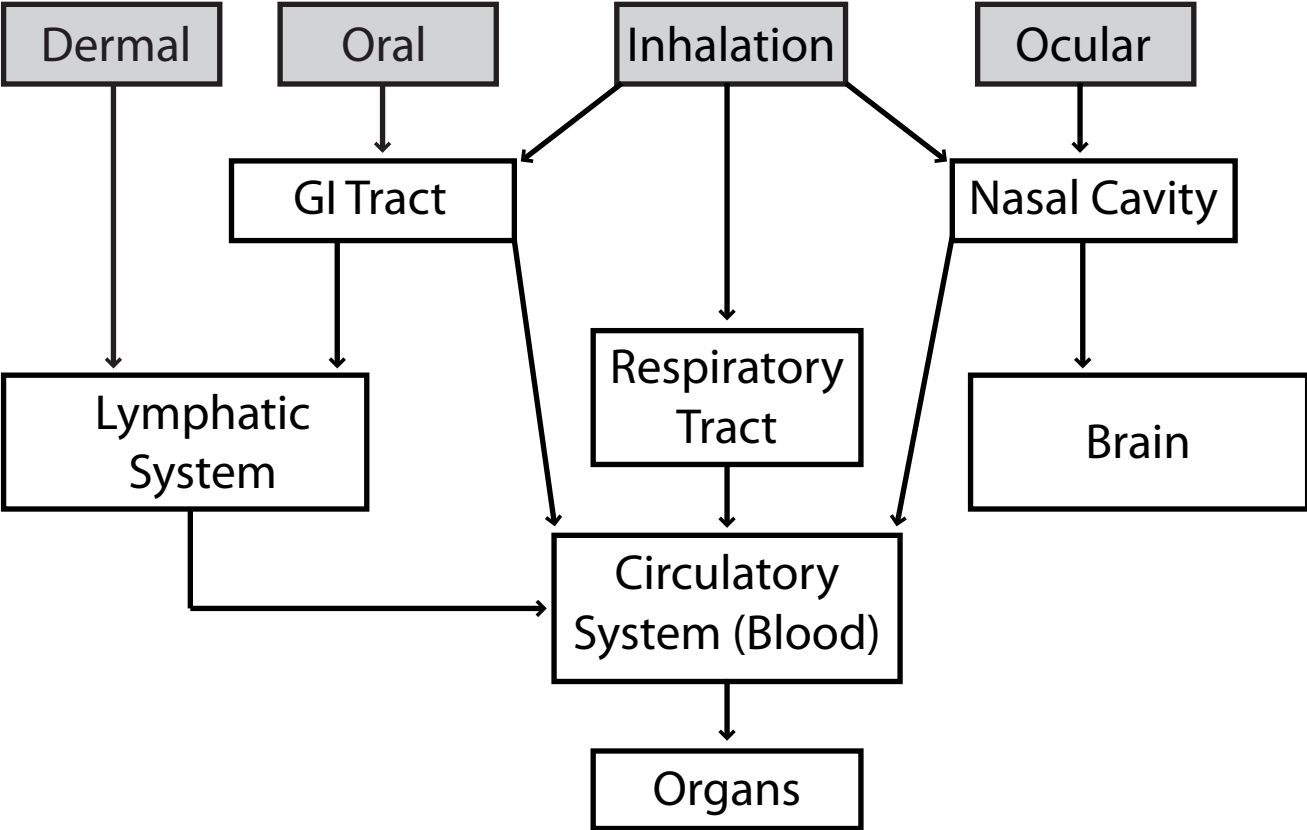 Dermal
Oral
Inhalation
Ocular
GI Tract
Nasal Cavity
Respiratory
Tract
Lymphatic
System
Brain
Circulatory
System (Blood)
Organs